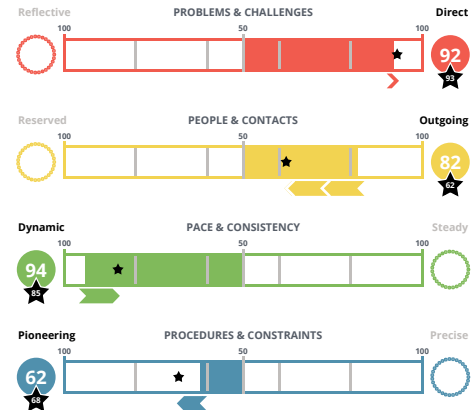 Reflective PROBLEMS & CHALLENGES Direct
100 50 100
92
93
Reserved PEOPLE & CONTACTS Outgoing
100 50 100
82
62
Dynamic PACE & CONSISTENCY Steady
100 50 100
94
85
Pioneering PROCEDURES & CONSTRAINTS Precise
100 50 100
62
68